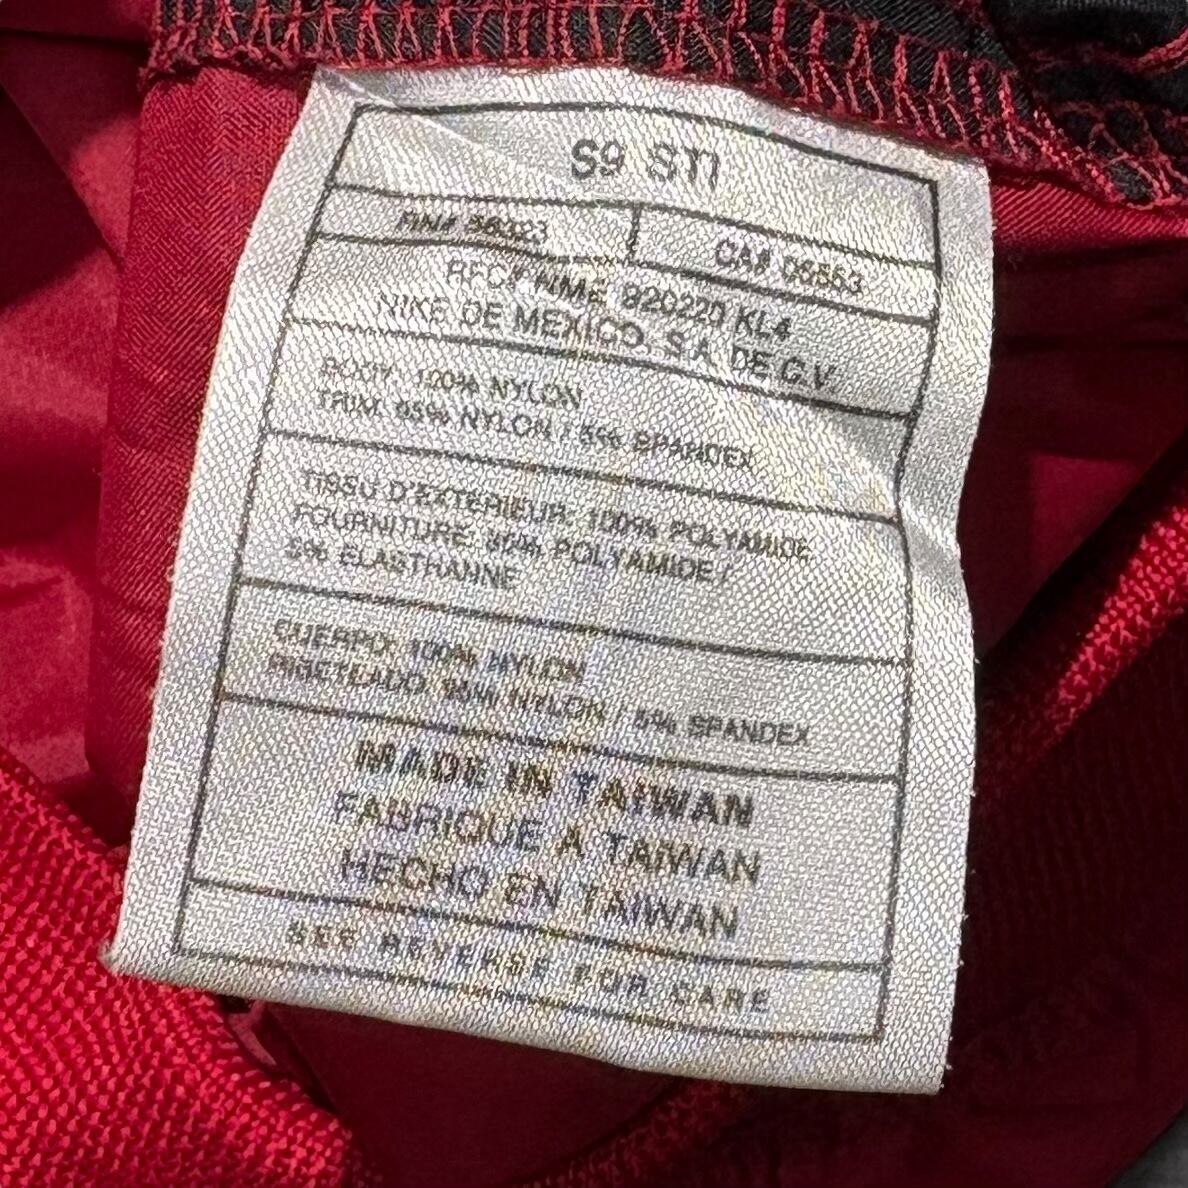 S9 STI
RN# 56323
CA# 05553
RFC# NME 920220 KL4
NIKE DE MEXICO, S.A. DE C.V.
BODY: 100% NYLON
TRIM: 95% NYLON / 5% SPANDEX
TISSU D'EXTERIEUR: 100% POLYAMIDE
FOURNITURE: 95% POLYAMIDE /
5% ELASTHANNE
CUERPO: 100% NYLON
RIBETEADO: 95% NYLON / 5% SPANDEX
MADE IN TAIWAN
FABRIQUE A TAIWAN
HECHO EN TAIWAN
SEE REVERSE FOR CARE